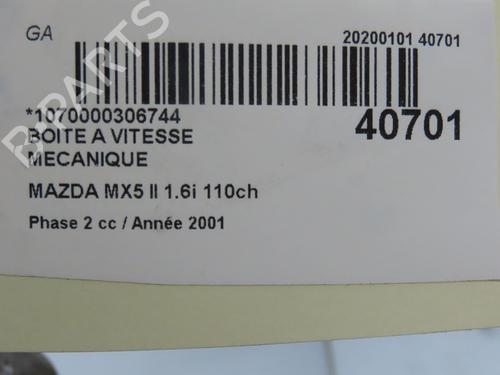 GA
20200101 40701
*1070000306744
40701
BOITE A VITESSE
MECANIQUE
MAZDA MX5 II 1.6i 110ch
Phase 2 cc / Année 2001
B PARTS